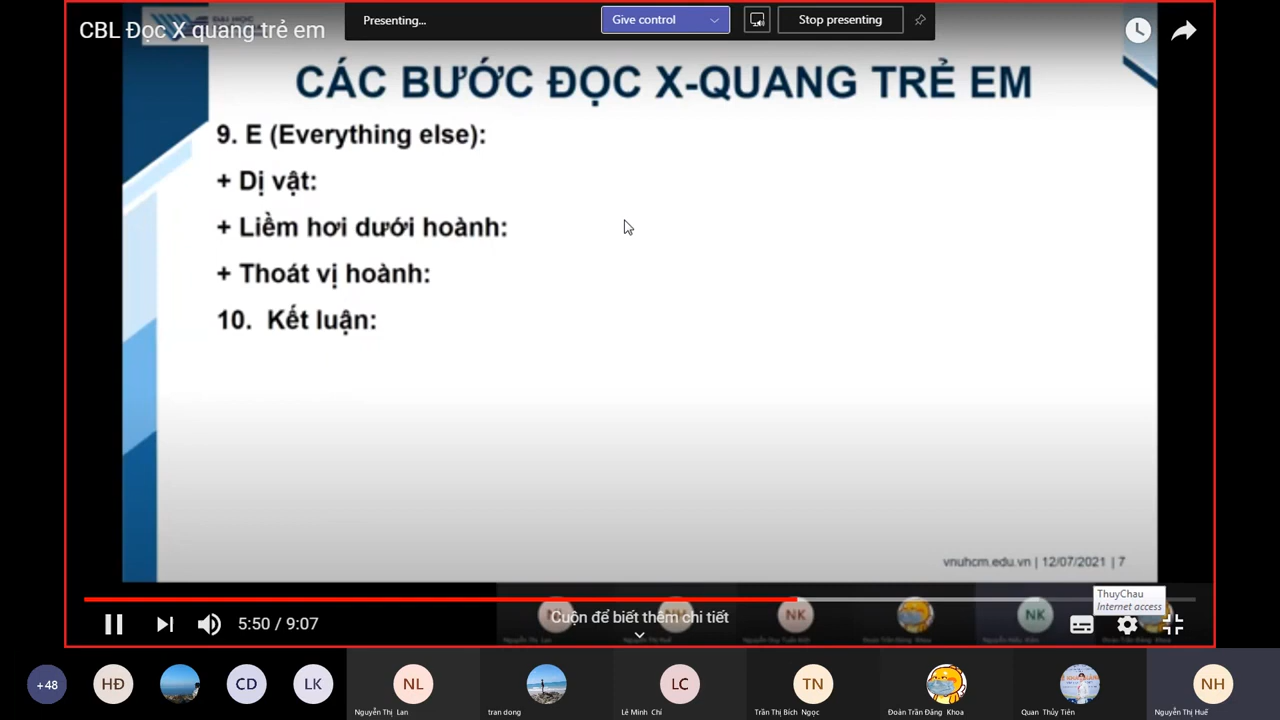 CBL Đọc X quang trẻ em
Presenting...
Give control
Stop presenting
CÁC BƯỚC ĐỌC X-QUANG TRẺ EM
9. E (Everything else):
+ Dị vật:
+ Liềm hơi dưới hoành:
+ Thoát vị hoành:
10. Kết luận:
vnuhcm.edu.vn | 12/07/2021 | 7
ThuyChau
Internet access
NK
NK
Cuộn để biết thêm chi tiết
5:50 / 9:07
+48
HĐ
CD
LK
NL
LC
TN
NH
Nguyễn Thị Lan
tran dong
Lê Minh Chí
Trần Thị Bích Ngọc
Đoàn Trần Đăng Khoa
Quan Thủy Tiên
Nguyễn Thị Huế